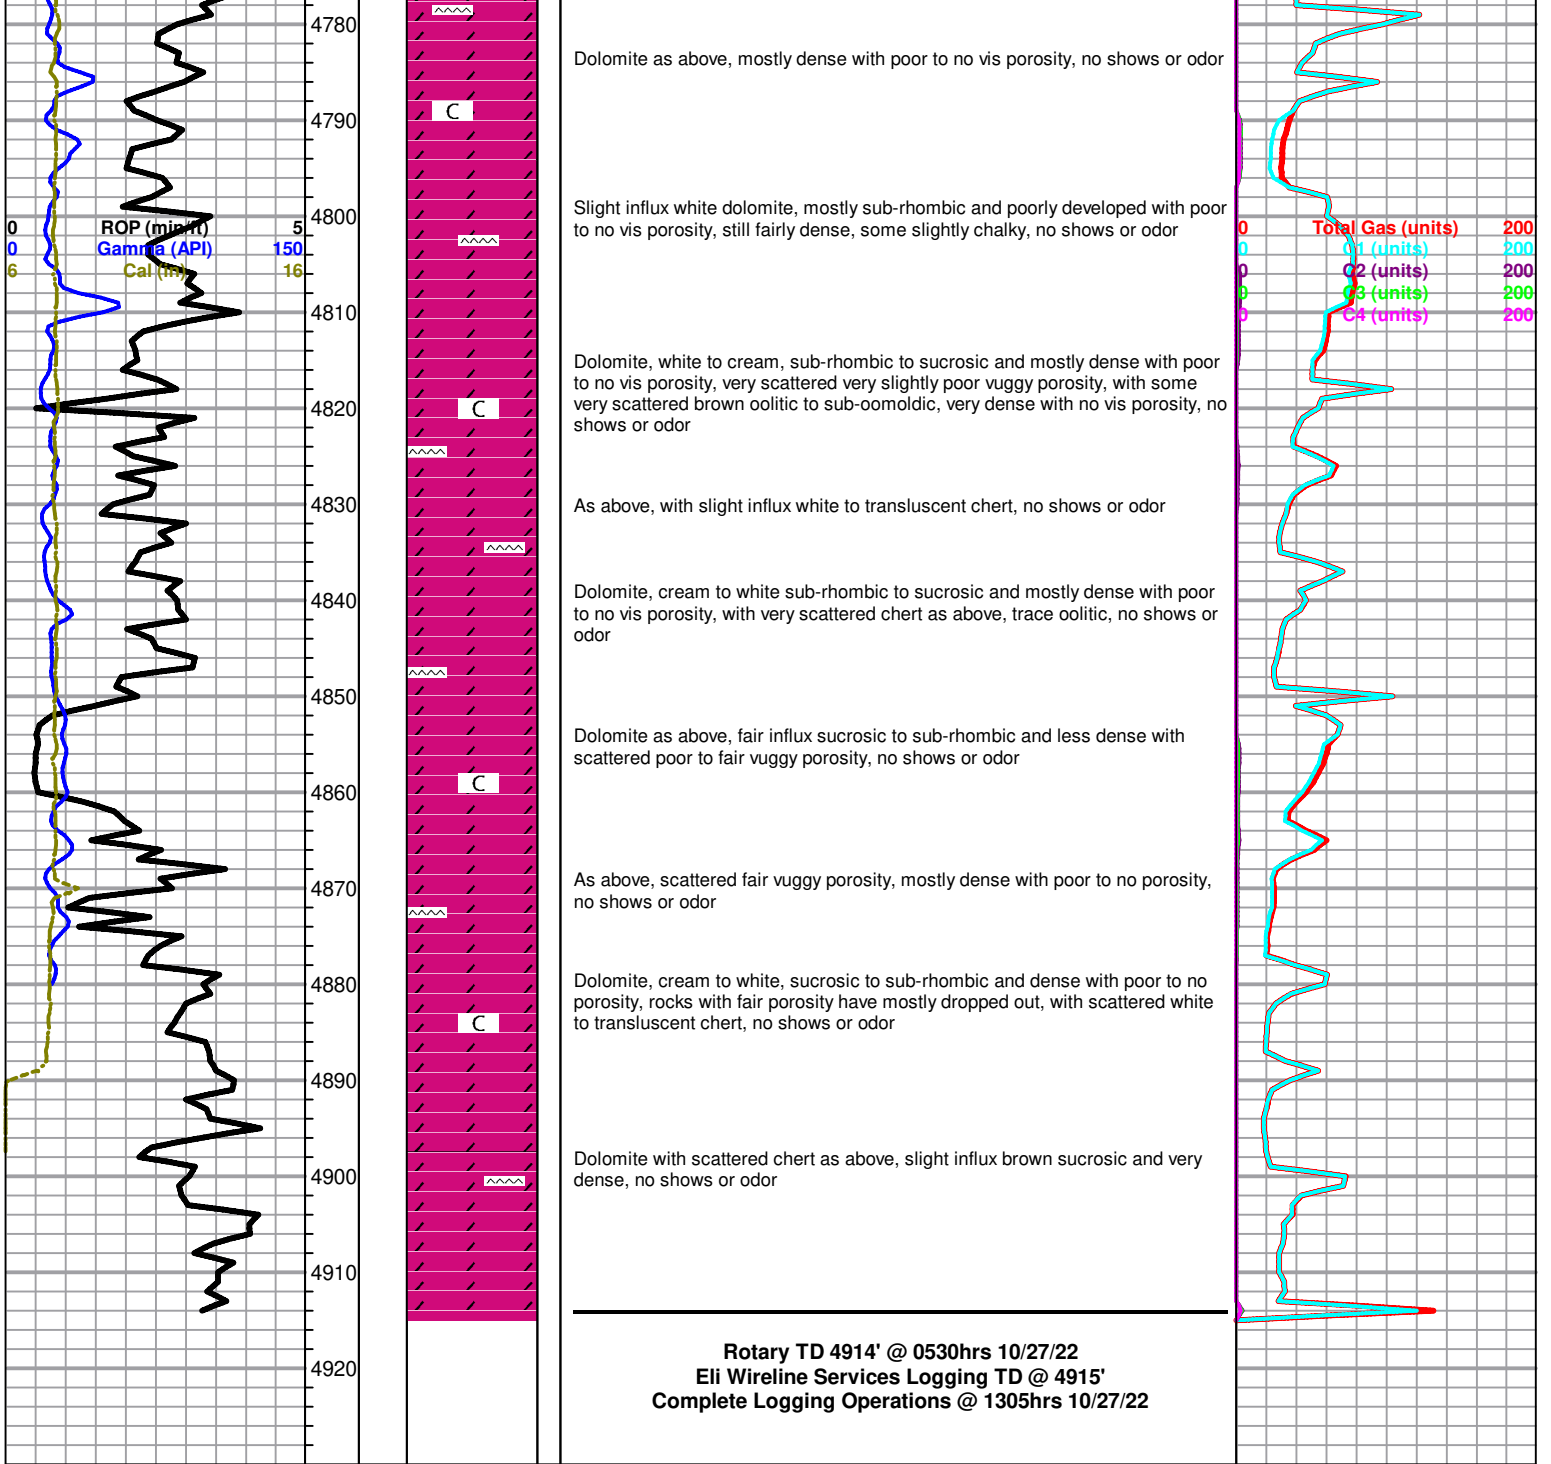 4780
Dolomite as above, mostly dense with poor to no vis porosity, no shows or odor
C
4790
4800
Slight influx white dolomite, mostly sub-rhombic and poorly developed with poor
to no vis porosity, still fairly dense, some slightly chalky, no shows or odor
0 ROP (min/ft) 5
0 Gamma (API) 150
6 Cal (in) 16
0 Total Gas (units) 200
0 C1 (units) 200
0 C2 (units) 200
0 C3 (units) 200
0 C4 (units) 200
4810
Dolomite, white to cream, sub-rhombic to sucrosic and mostly dense with poor
to no vis porosity, very scattered very slightly poor vuggy porosity, with some
very scattered brown oolitic to sub-oomoldic, very dense with no vis porosity, no
shows or odor
4820
C
4830
As above, with slight influx white to transluscent chert, no shows or odor
Dolomite, cream to white sub-rhombic to sucrosic and mostly dense with poor
to no vis porosity, with very scattered chert as above, trace oolitic, no shows or
odor
4840
4850
Dolomite as above, fair influx sucrosic to sub-rhombic and less dense with
scattered poor to fair vuggy porosity, no shows or odor
C
4860
4870
As above, scattered fair vuggy porosity, mostly dense with poor to no porosity,
no shows or odor
4880
Dolomite, cream to white, sucrosic to sub-rhombic and dense with poor to no
porosity, rocks with fair porosity have mostly dropped out, with scattered white
to transluscent chert, no shows or odor
C
4890
4900
Dolomite with scattered chert as above, slight influx brown sucrosic and very
dense, no shows or odor
4910
4920
Rotary TD 4914' @ 0530hrs 10/27/22
Eli Wireline Services Logging TD @ 4915'
Complete Logging Operations @ 1305hrs 10/27/22